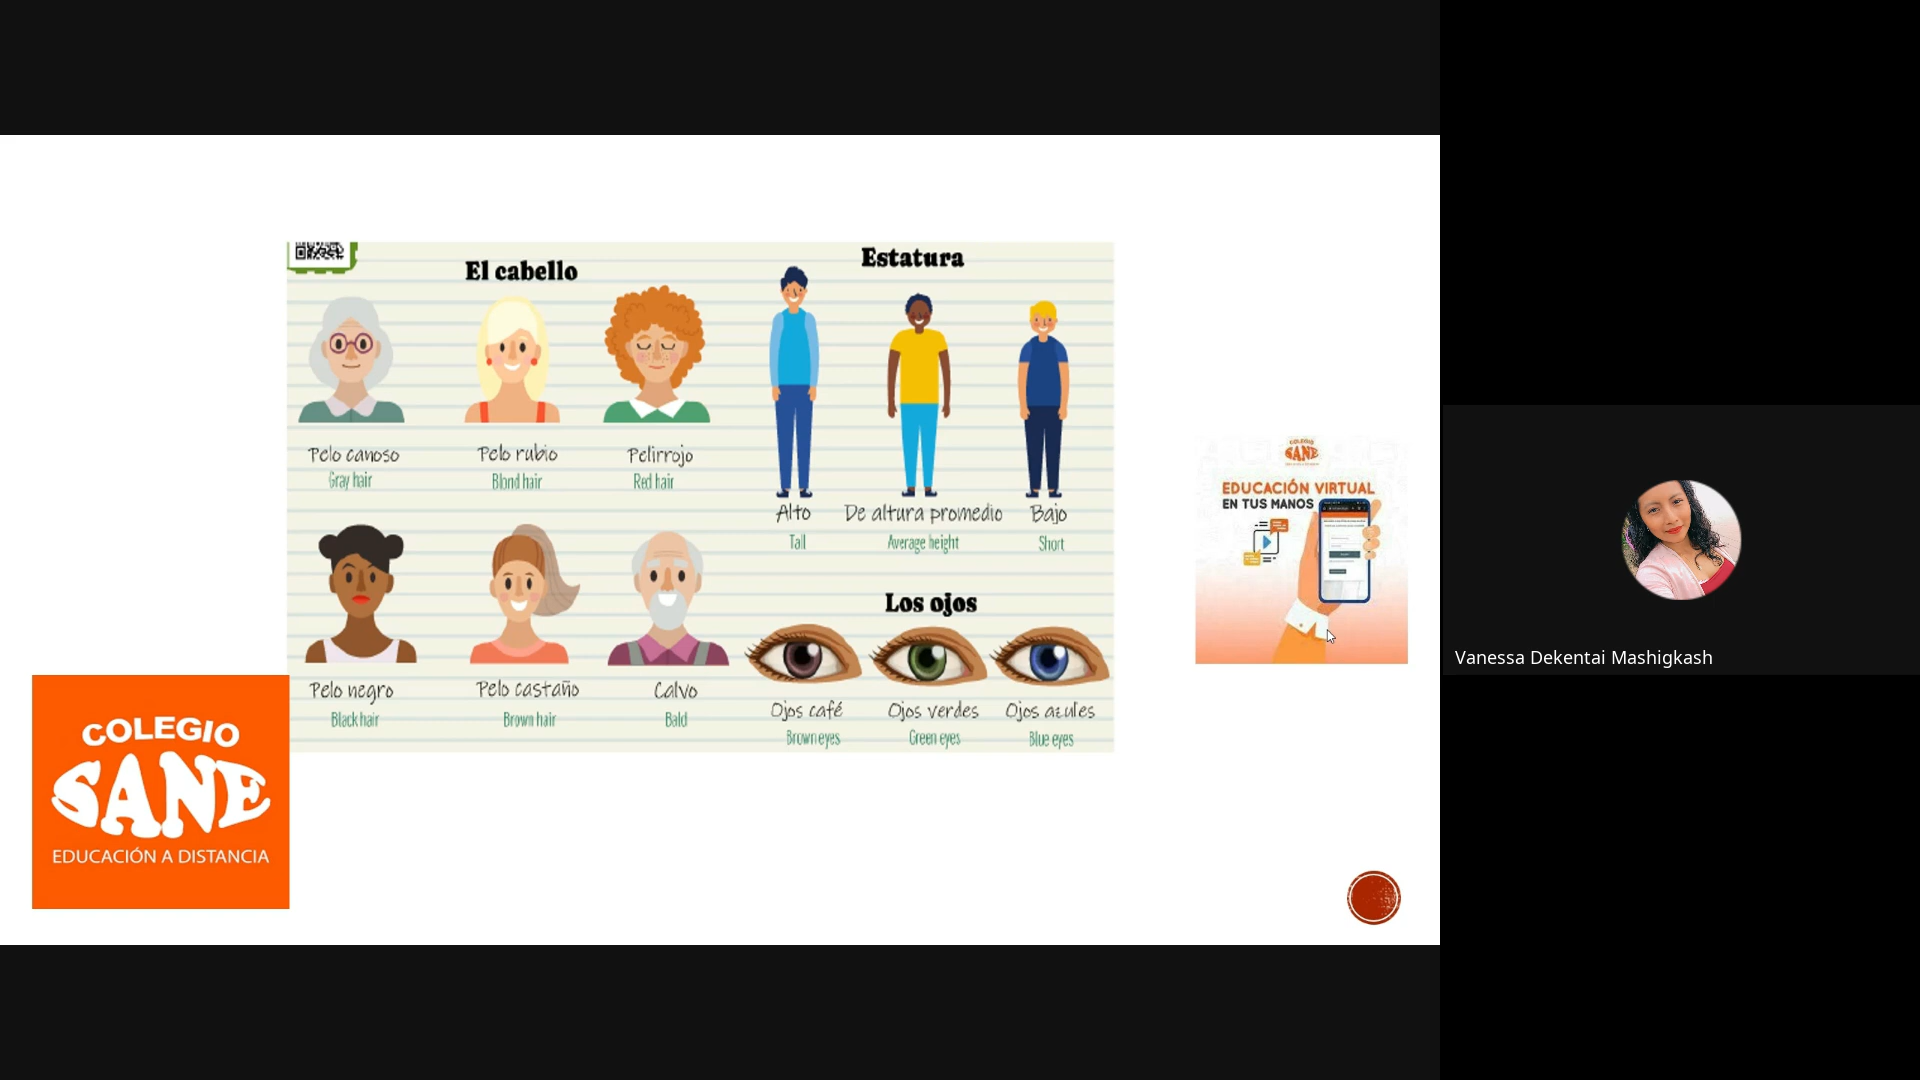 El cabello
Estatura
Pelo canoso
Gray hair
Pelo rubio
Blond hair
Pelirrojo
Red hair
Alto
Tall
De altura promedio
Average height
Bajo
Short
Pelo negro
Black hair
Pelo castaño
Brown hair
Calvo
Bald
Los ojos
Ojos café
Brown eyes
Ojos verdes
Green eyes
Ojos azules
Blue eyes
COLEGIO
SANE
EDUCACIÓN A DISTANCIA
COLEGIO
SANE
EDUCACIÓN VIRTUAL
EN TUS MANOS
Vanessa Dekentai Mashigkash